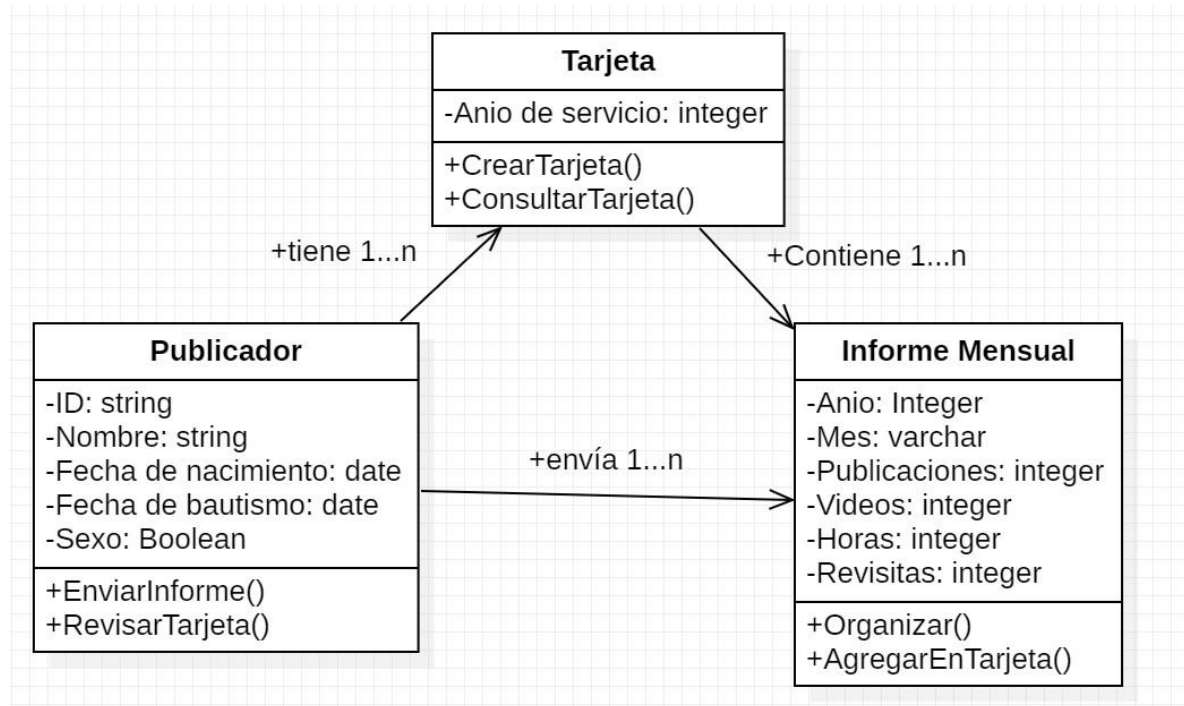 Tarjeta
-Anio de servicio: integer
+CrearTarjeta()
+ConsultarTarjeta()
+tiene 1...n
+Contiene 1...n
Publicador
-ID: string
-Nombre: string
-Fecha de nacimiento: date
-Fecha de bautismo: date
-Sexo: Boolean
+EnviarInforme()
+RevisarTarjeta()
+envía 1...n
Informe Mensual
-Anio: Integer
-Mes: varchar
-Publicaciones: integer
-Videos: integer
-Horas: integer
-Revisitas: integer
+Organizar()
+AgregarEnTarjeta()